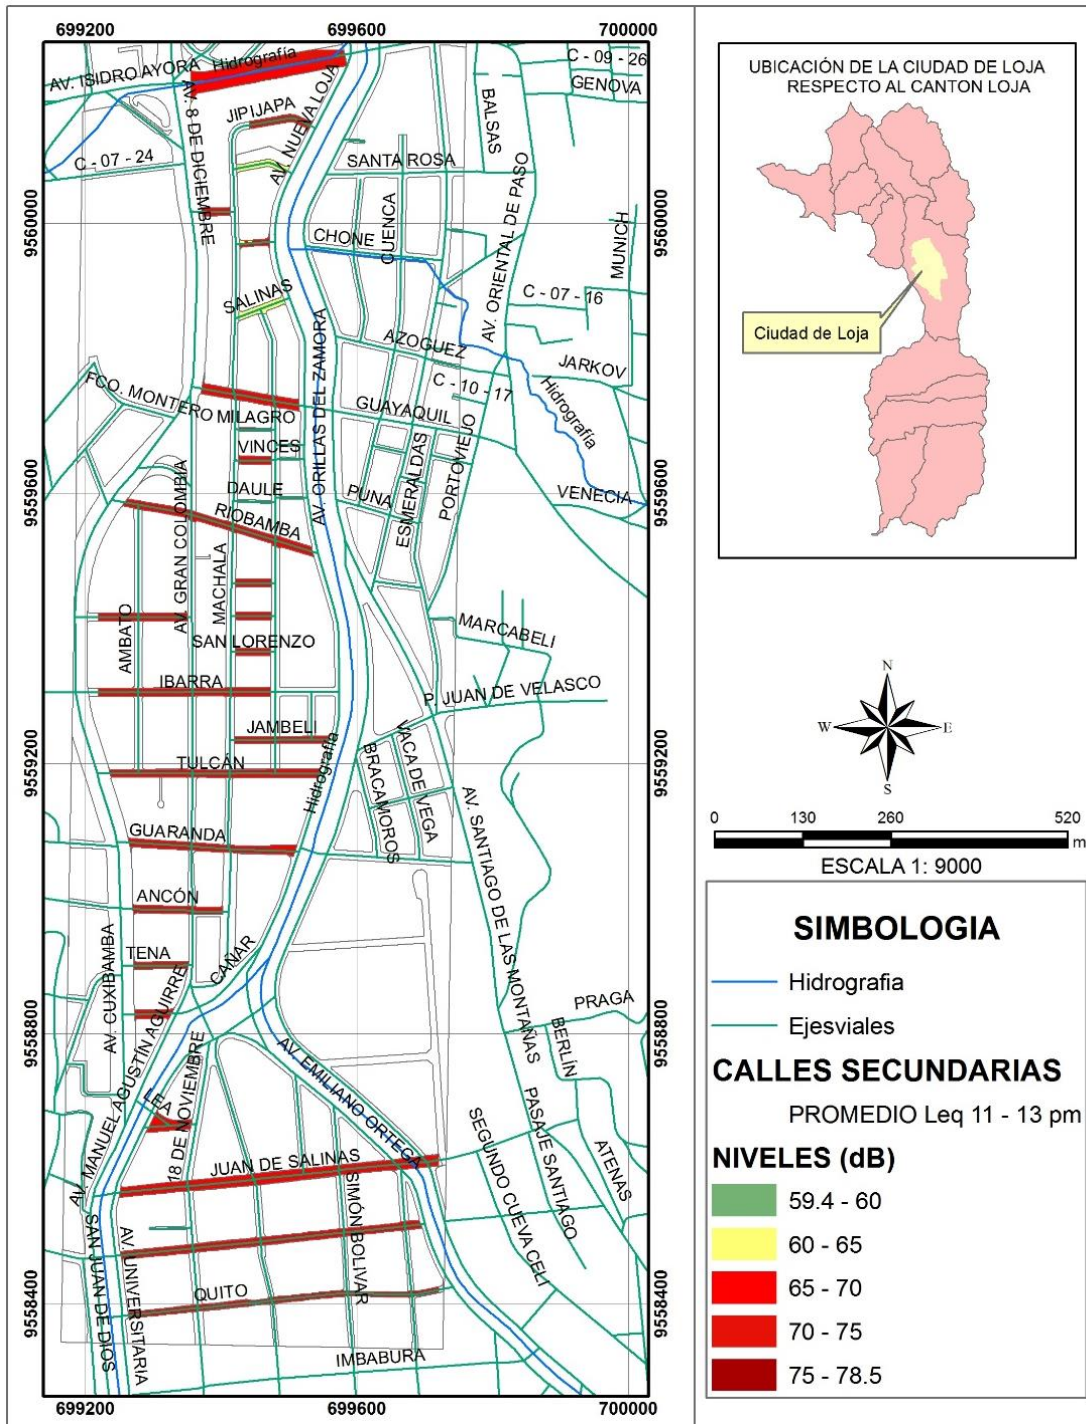 699200
699600
700000
AV. ISIDRO AYORA
Hidrografía
C - 09 - 26
GENOVA
BALSAS
JIPIJAPA
AV. NUEVA LOJA
AV. 8 DE DICIEMBRE
C - 07 - 24
SANTA ROSA
AV. ORIENTAL DE PASO
MUNICH
9560000
9560000
CUENCA
CHONE
SALINAS
C - 07 - 16
AZOGUEZ
JARKOV
C - 10 - 17
Hidrografía
AV. ORILLAS DEL ZAMORA
FCO. MONTERO
MILAGRO
GUAYAQUIL
VINCES
DAULE
PUNA
ESMERALDAS
PORTOVIEJO
VENECIA
9559600
9559600
RIOBAMBA
AV. GRAN COLOMBIA
MACHALA
AMBATO
SAN LORENZO
MARCABELI
IBARRA
P. JUAN DE VELASCO
JAMBELI
VACA DE VEGA
BRACAMOROS
TULCÁN
Hidrografía
9559200
9559200
GUARANDA
AV. SANTIAGO DE LAS MONTAÑAS
ANCÓN
TENA
CAÑAR
AV. CUXIBAMBA
AV. MANUEL AGUSTÍN AGUIRRE
PRAGA
BERLÍN
9558800
9558800
LEA
18 DE NOVIEMBRE
AV. EMILIANO ORTEGA
SEGUNDO CUEVA CELI
PASAJE SANTIAGO
ATENAS
JUAN DE SALINAS
SIMÓN BOLIVAR
SAN JUAN DE DIOS
AV. UNIVERSITARIA
QUITO
9558400
9558400
IMBABURA
699200
699600
700000
UBICACIÓN DE LA CIUDAD DE LOJA
RESPECTO AL CANTON LOJA
Ciudad de Loja
N
W
E
S
0
130
260
520
m
ESCALA 1: 9000
SIMBOLOGIA
Hidrografia
Ejesviales
CALLES SECUNDARIAS
PROMEDIO Leq 11 - 13 pm
NIVELES (dB)
59.4 - 60
60 - 65
65 - 70
70 - 75
75 - 78.5